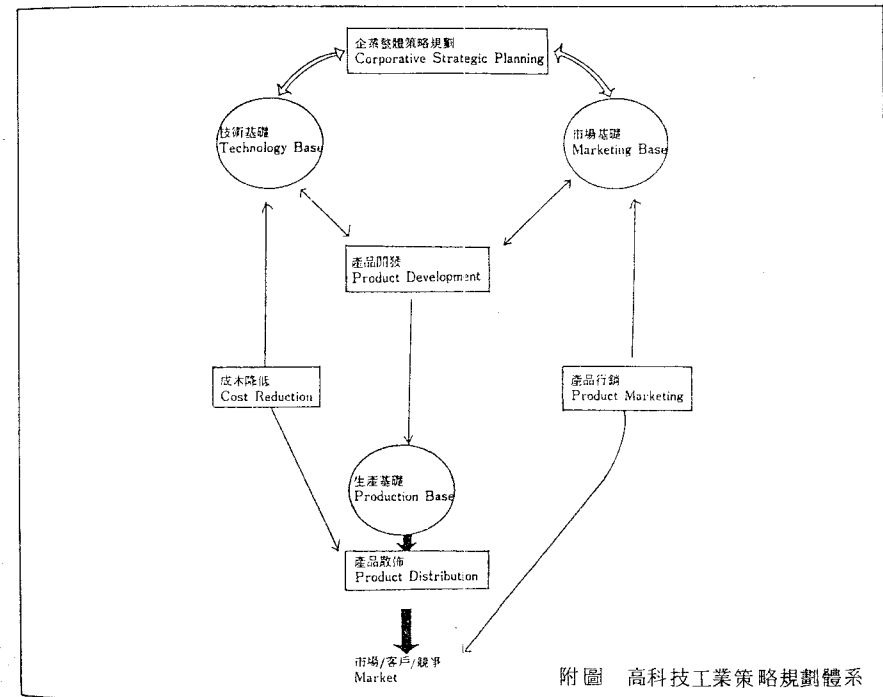 企業整體策略規劃
Corporative Strategic Planning
技術基礎
Technology Base
市場基礎
Marketing Base
產品開發
Product Development
成本降低
Cost Reduction
產品行銷
Product Marketing
生產基礎
Production Base
產品散佈
Product Distribution
市場/客戶/競爭
Market
附圖 高科技工業策略規劃體系